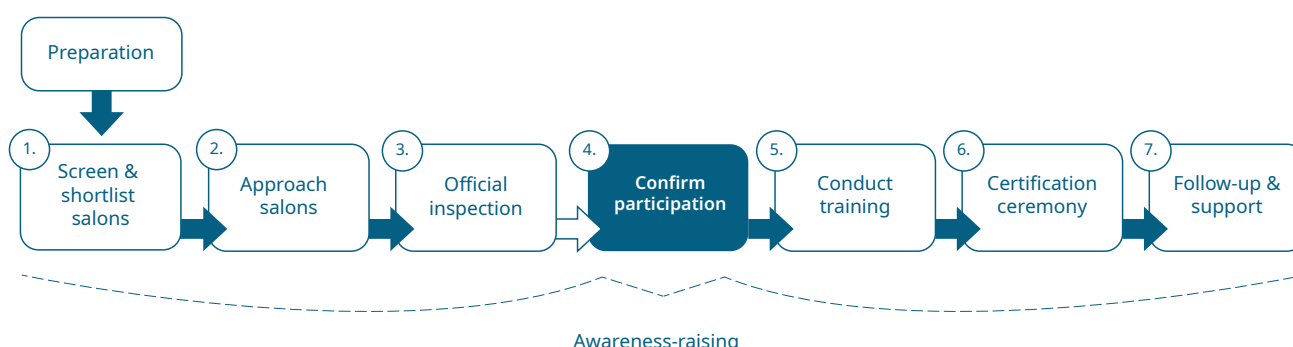 Preparation
1.
Screen &
shortlist
salons
2.
Approach
salons
3.
Official
inspection
4.
Confirm
participation
5.
Conduct
training
6.
Certification
ceremony
7.
Follow-up &
support
Awareness-raising